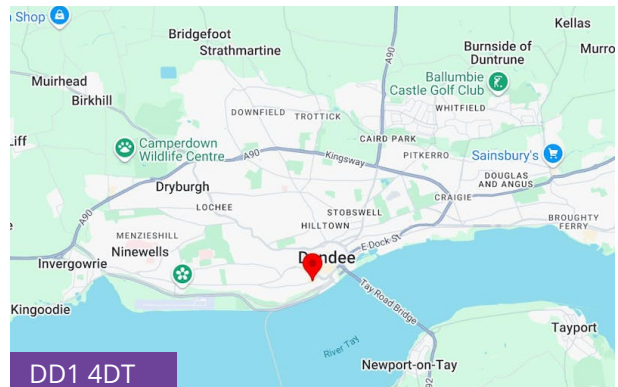 Shop
Kellas
Bridgefoot
Strathmartine
A90
Burnside of
Duntrune
Murro
Muirhead
Birkhill
Ballumbie
Castle Golf Club
WHITFIELD
DOWNFIELD
TROTTICK
Liff
Camperdown
Wildlife Centre
A90
Kingsway
CAIRD PARK
PITKERRO
Sainsbury's
Dryburgh
DOUGLAS
AND ANGUS
LOCHEE
STOBSWELL
CRAIGIE
A90
MENZIESHILL
HILLTOWN
BROUGHTY
FERRY
Ninewells
E Dock St
Invergowrie
Dundee
Kingoodie
Tay Road Bridge
Tayport
River Tay
Newport-on-Tay
92
DD1 4DT